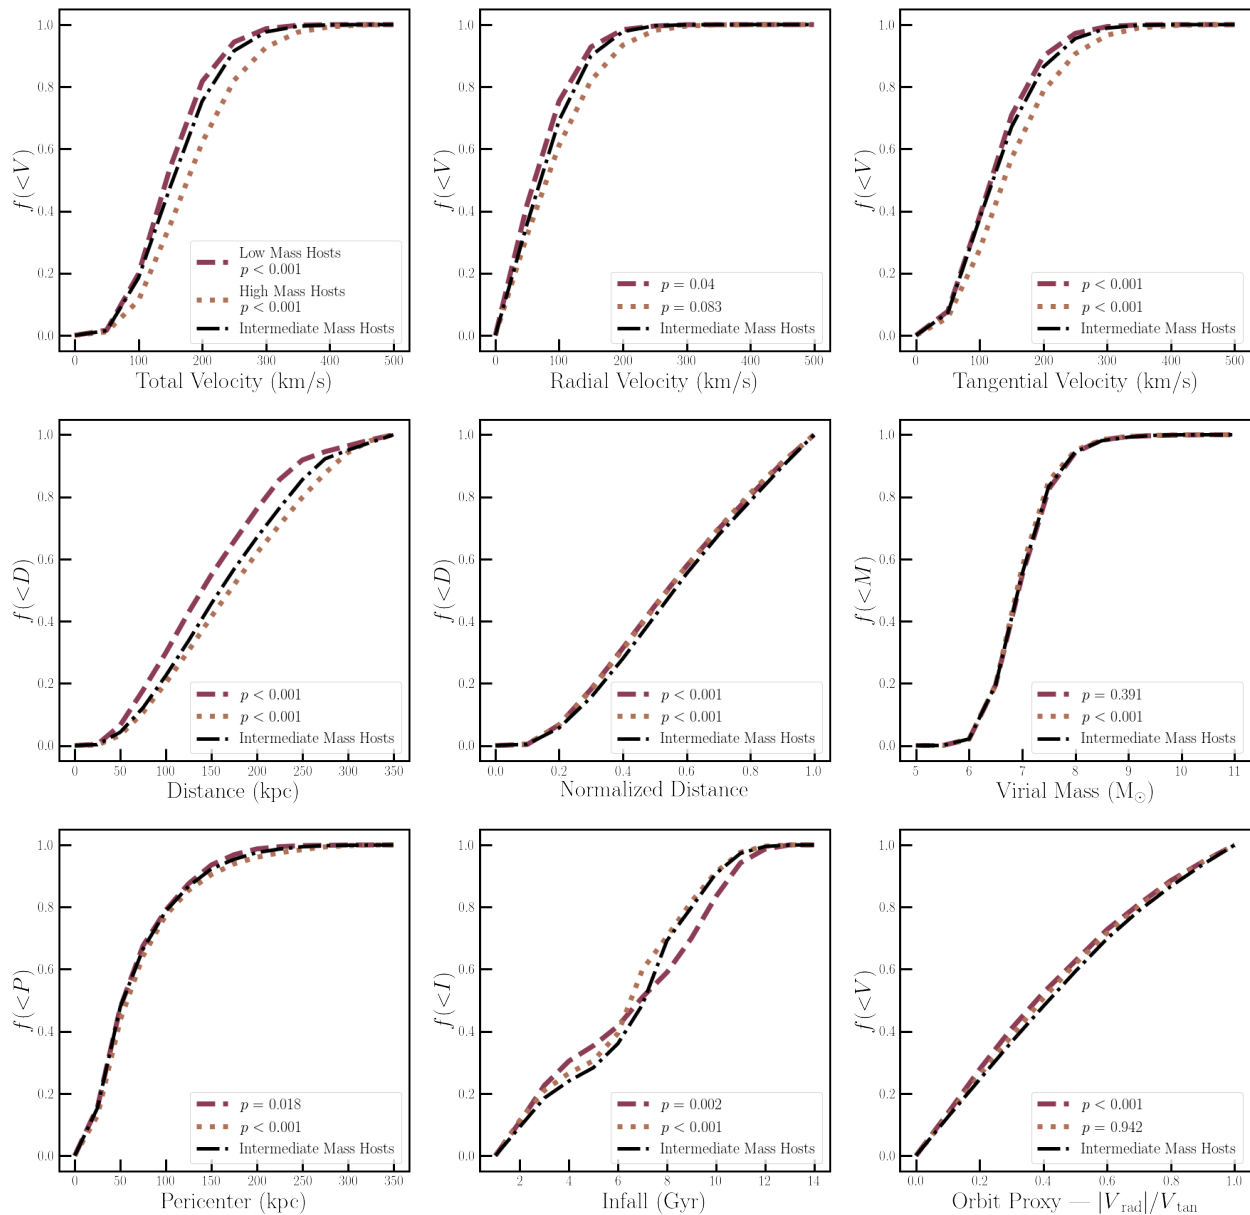 f(<V)
1.0
0.8
0.6
0.4
0.2
0.0
Low Mass Hosts
p < 0.001
High Mass Hosts
p < 0.001
Intermediate Mass Hosts
0 100 200 300 400 500
Total Velocity (km/s)
f(<V)
1.0
0.8
0.6
0.4
0.2
0.0
p = 0.04
p = 0.083
Intermediate Mass Hosts
0 100 200 300 400 500
Radial Velocity (km/s)
f(<V)
1.0
0.8
0.6
0.4
0.2
0.0
p < 0.001
p < 0.001
Intermediate Mass Hosts
0 100 200 300 400 500
Tangential Velocity (km/s)
f(<D)
1.0
0.8
0.6
0.4
0.2
0.0
p < 0.001
p < 0.001
Intermediate Mass Hosts
0 50 100 150 200 250 300 350
Distance (kpc)
f(<D)
1.0
0.8
0.6
0.4
0.2
0.0
p < 0.001
p < 0.001
Intermediate Mass Hosts
0.0 0.2 0.4 0.6 0.8 1.0
Normalized Distance
f(<M)
1.0
0.8
0.6
0.4
0.2
0.0
p = 0.391
p < 0.001
Intermediate Mass Hosts
5 6 7 8 9 10 11
Virial Mass (M⊙)
f(<P)
1.0
0.8
0.6
0.4
0.2
0.0
p = 0.018
p < 0.001
Intermediate Mass Hosts
0 50 100 150 200 250 300 350
Pericenter (kpc)
f(<I)
1.0
0.8
0.6
0.4
0.2
0.0
p = 0.002
p < 0.001
Intermediate Mass Hosts
2 4 6 8 10 12 14
Infall (Gyr)
f(<V)
1.0
0.8
0.6
0.4
0.2
0.0
p < 0.001
p = 0.942
Intermediate Mass Hosts
0.0 0.2 0.4 0.6 0.8 1.0
Orbit Proxy — |V_rad|/V_tan